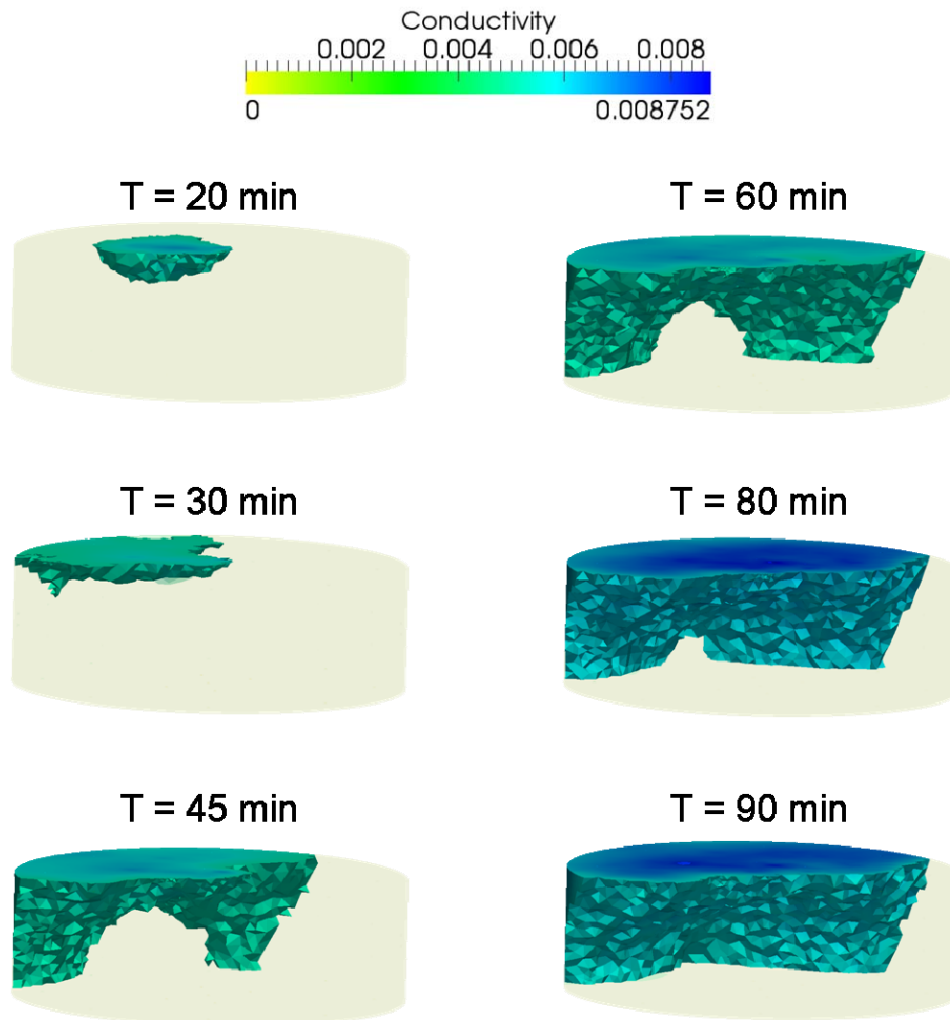 Conductivity
0.002 0.004 0.006 0.008
0 0.008752
T = 20 min
T = 60 min
T = 30 min
T = 80 min
T = 45 min
T = 90 min